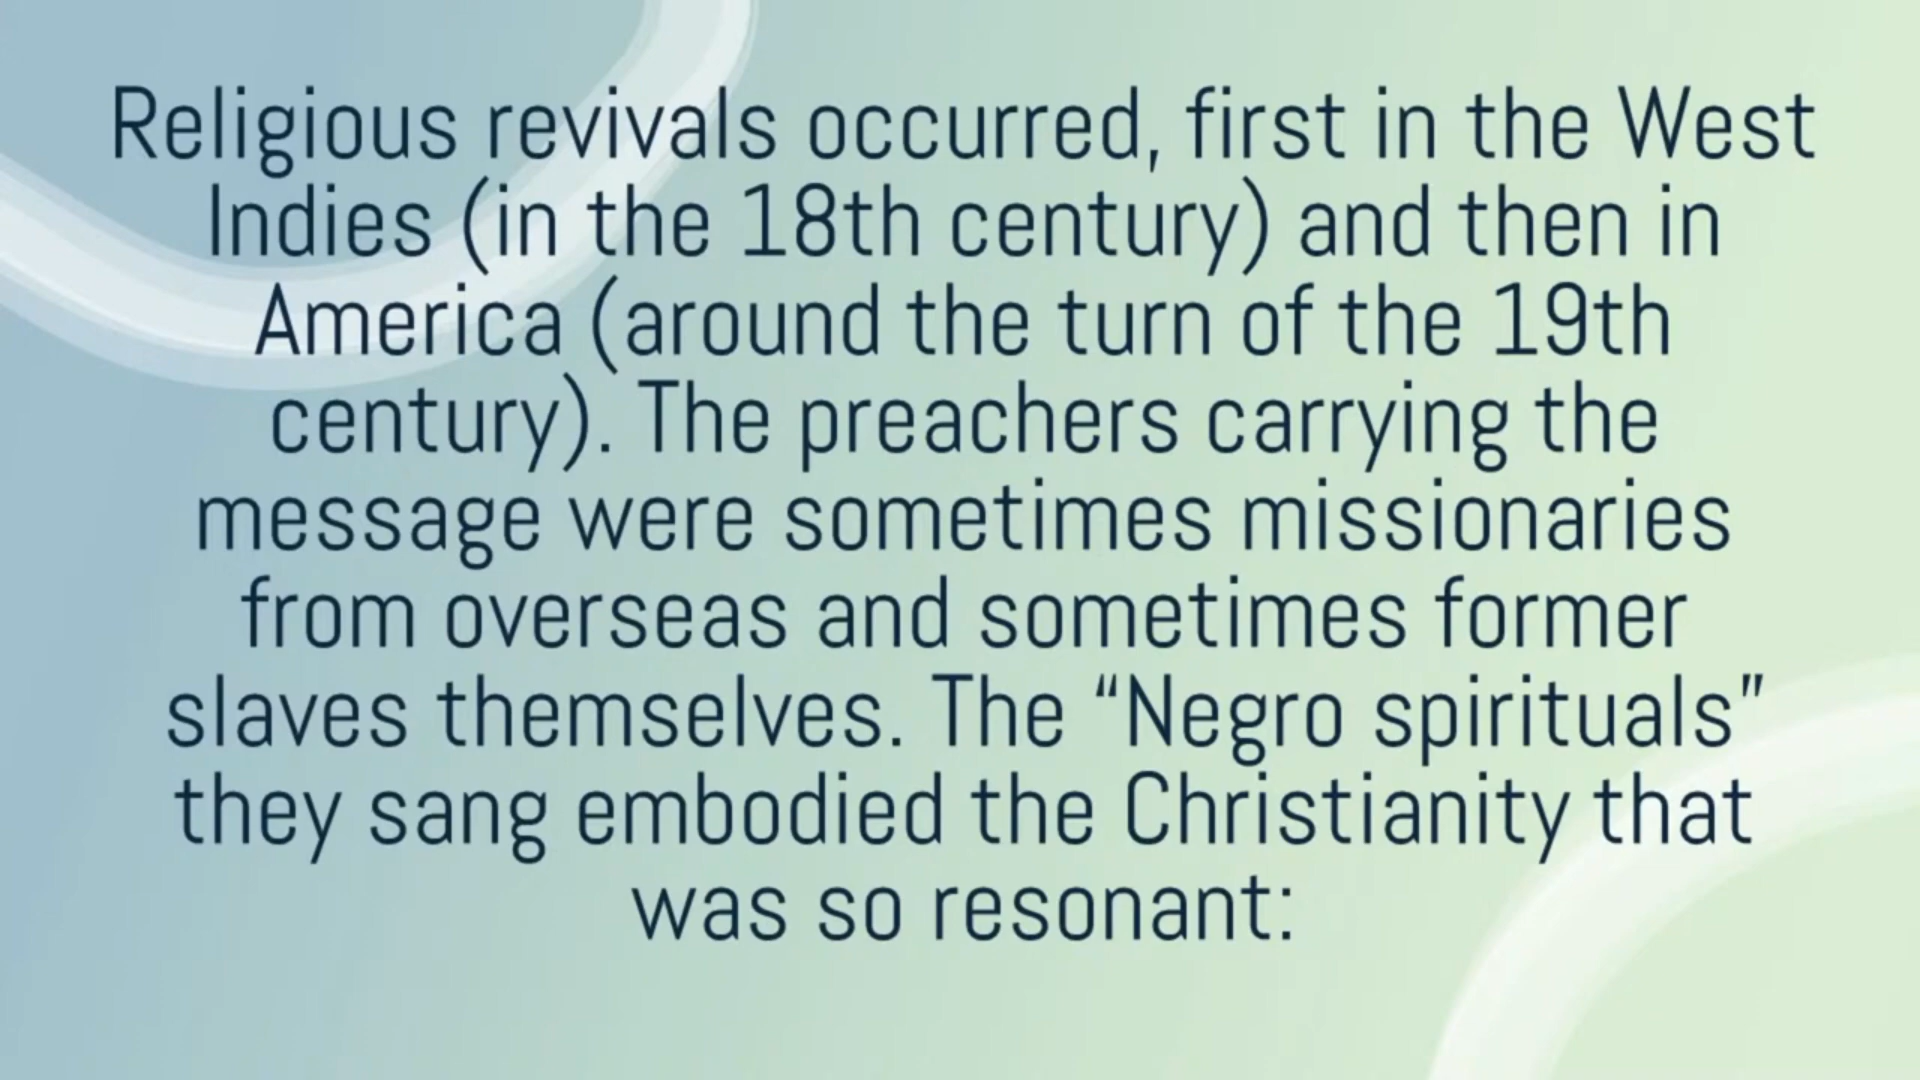 Religious revivals occurred, first in the West
Indies (in the 18th century) and then in
America (around the turn of the 19th
century). The preachers carrying the
message were sometimes missionaries
from overseas and sometimes former
slaves themselves. The “Negro spirituals”
they sang embodied the Christianity that
was so resonant: